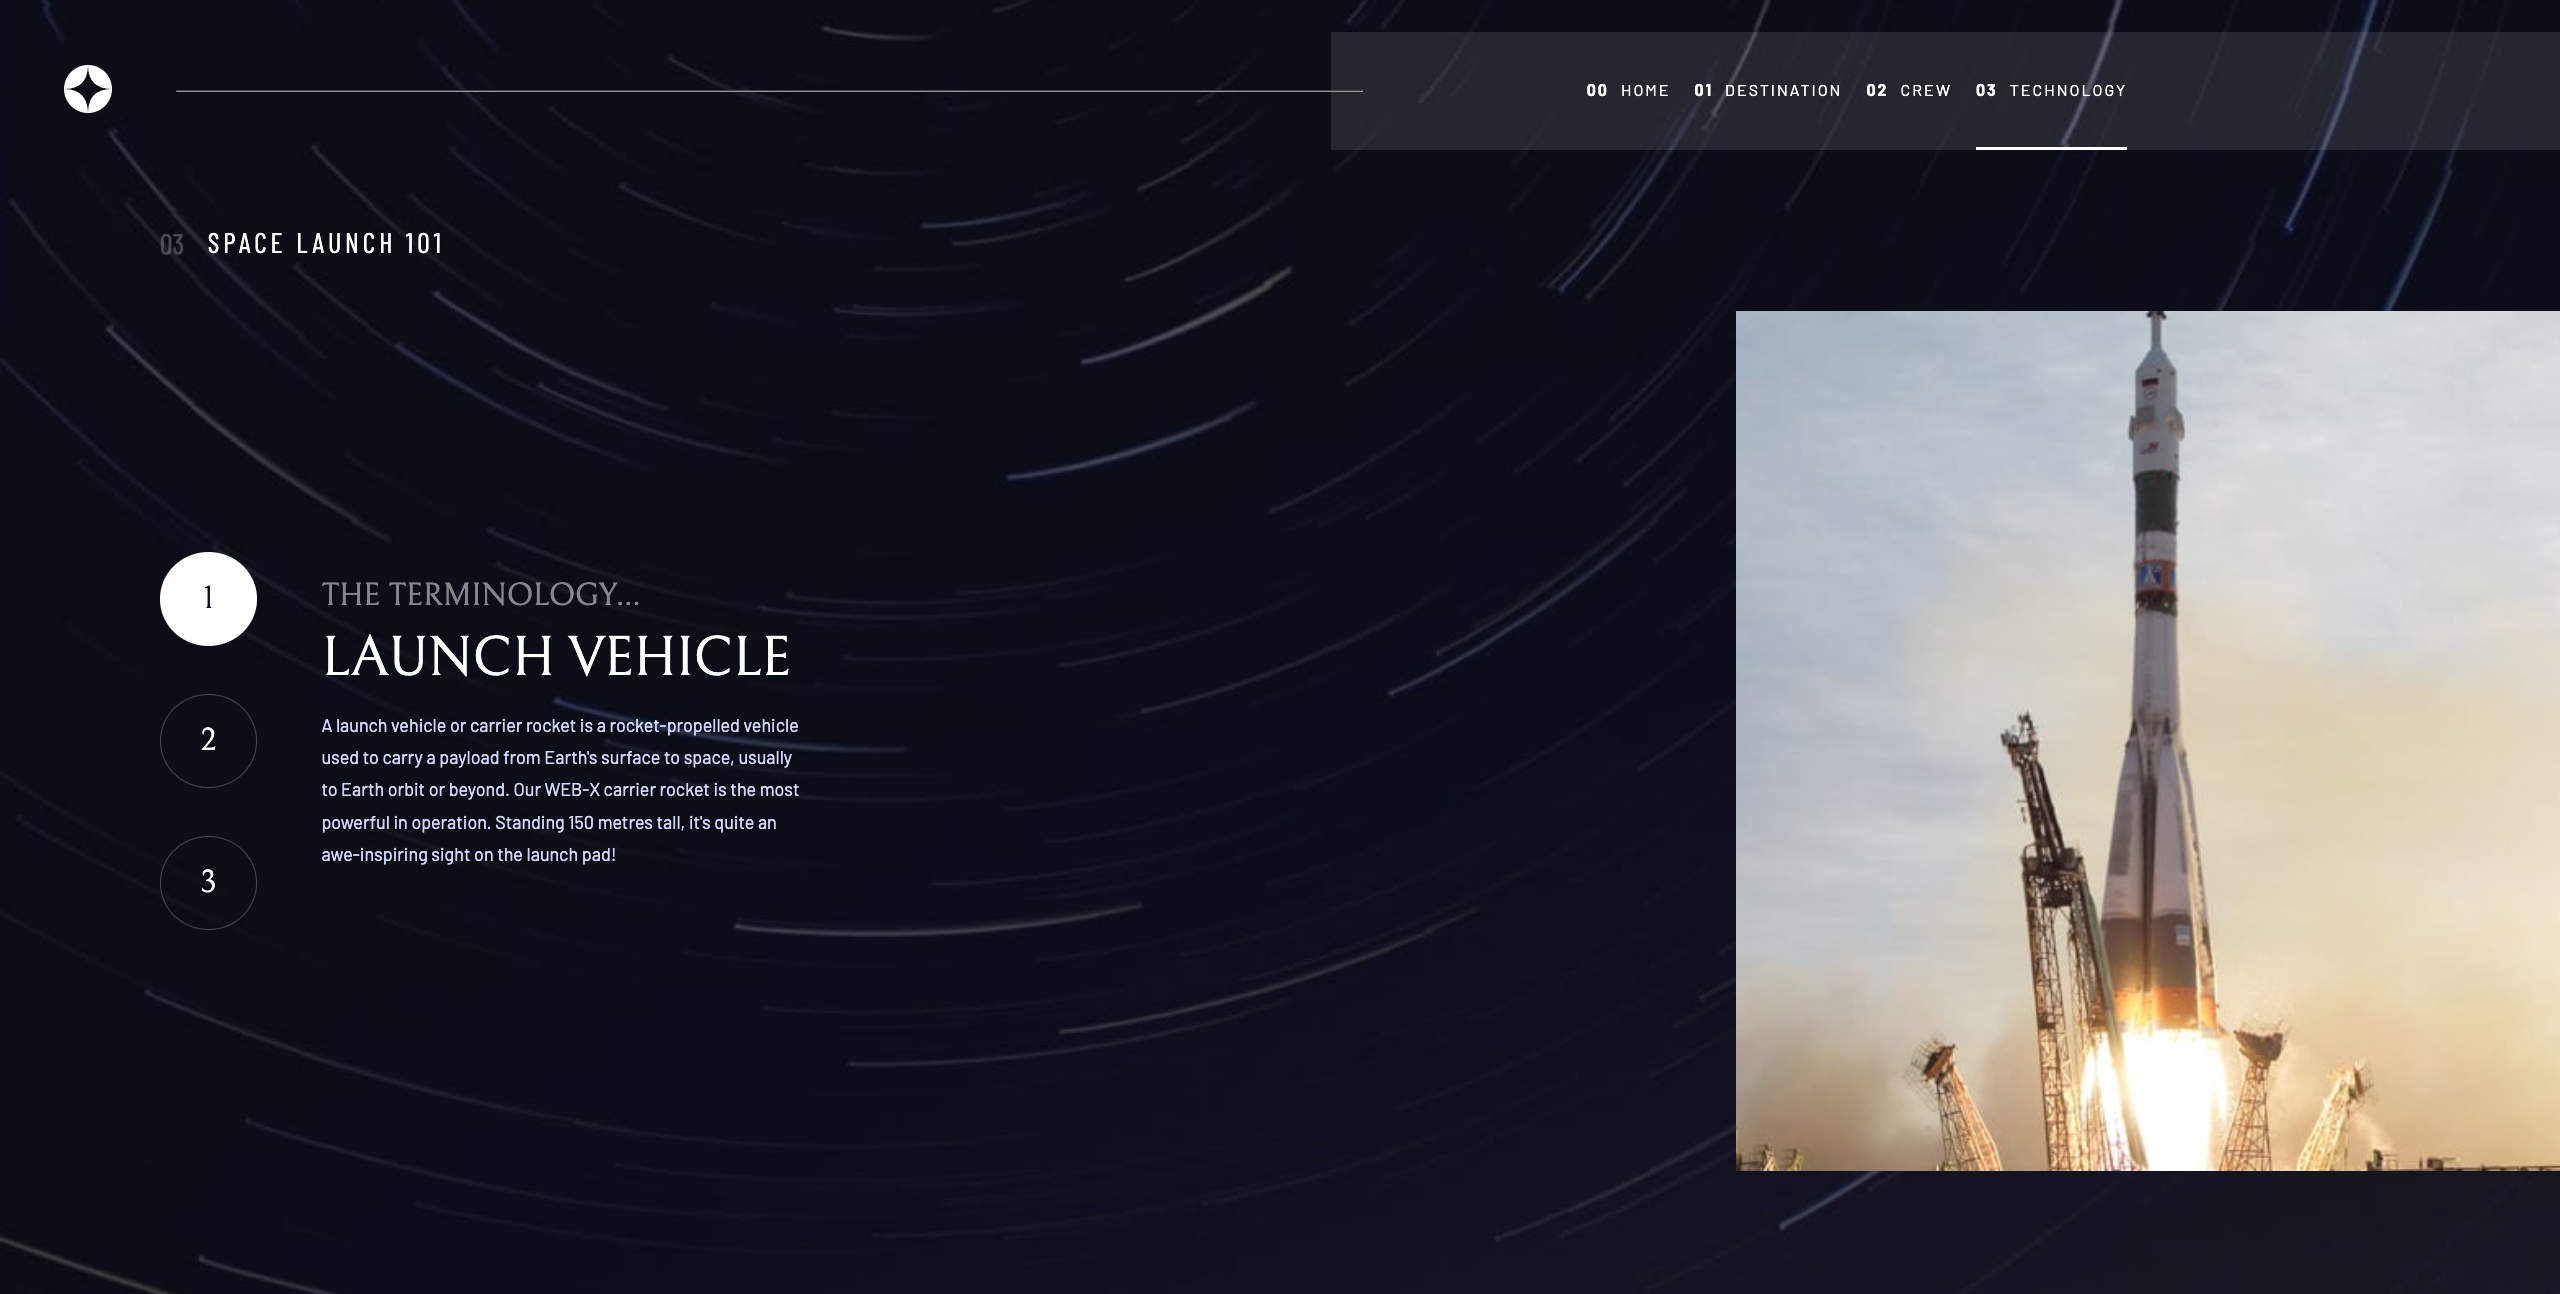 00 HOME 01 DESTINATION 02 CREW 03 TECHNOLOGY
03 SPACE LAUNCH 101
1
THE TERMINOLOGY...
LAUNCH VEHICLE
A launch vehicle or carrier rocket is a rocket-propelled vehicle
used to carry a payload from Earth's surface to space, usually
to Earth orbit or beyond. Our WEB-X carrier rocket is the most
powerful in operation. Standing 150 metres tall, it's quite an
awe-inspiring sight on the launch pad!
2
3